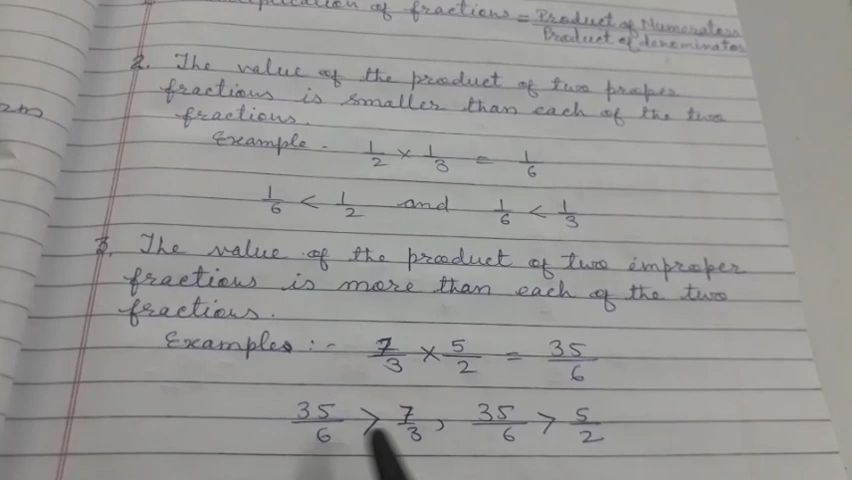 of fractions = Product of Numerators / Product of denominator
2. The value of the product of two proper
fractions is smaller than each of the two
fractions.
Example - 1/2 × 1/3 = 1/6
1/6 < 1/2 and 1/6 < 1/3
3. The value of the product of two improper
fractions is more than each of the two
fractions.
Examples :- 7/3 × 5/2 = 35/6
35/6 > 7/3, 35/6 > 5/2